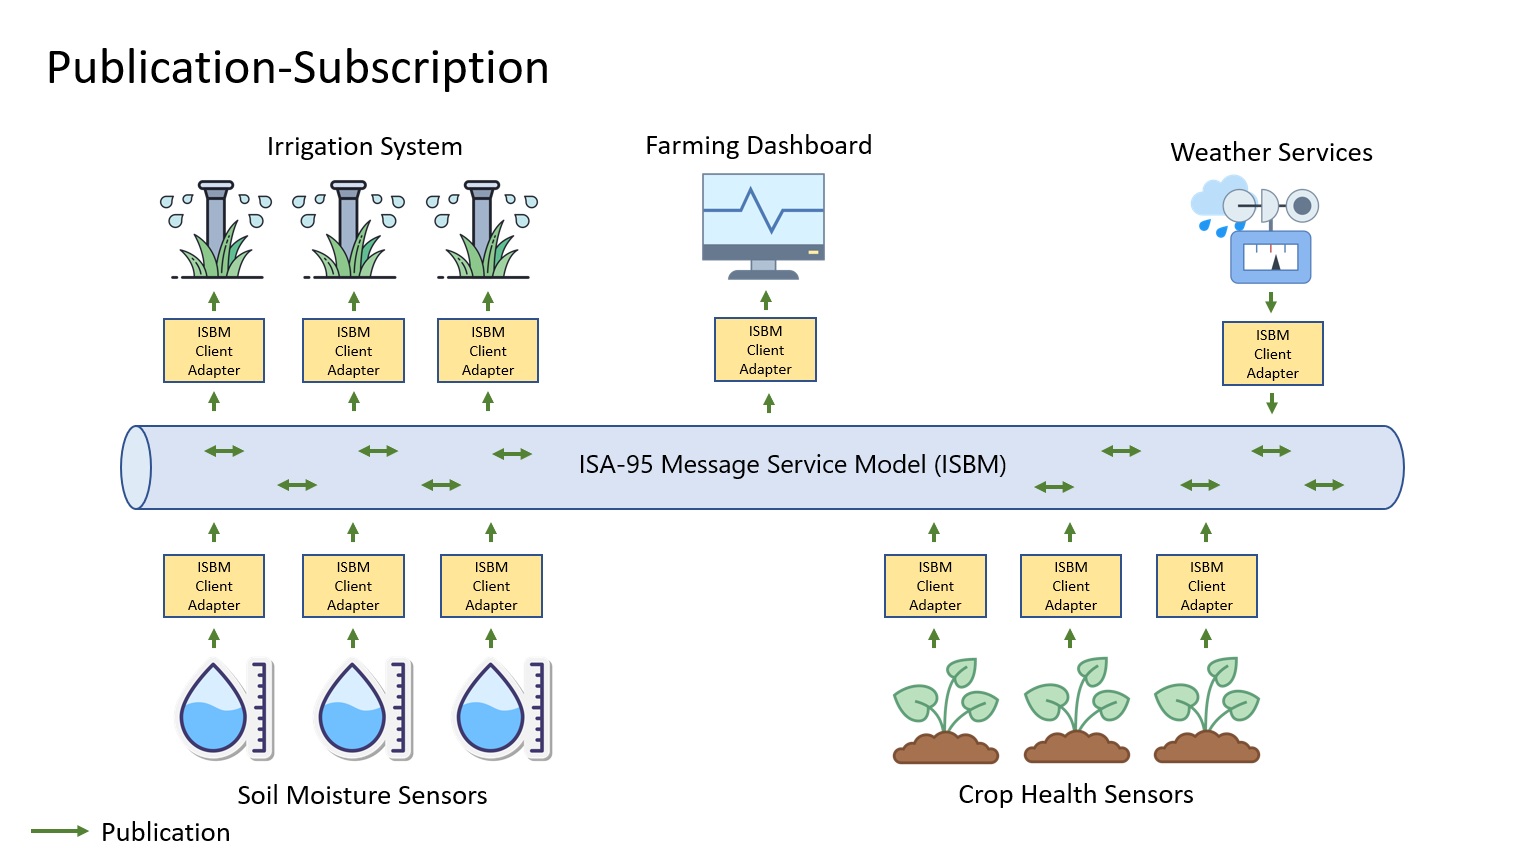 Publication-Subscription
Irrigation System
Farming Dashboard
Weather Services
ISBM
Client
Adapter
ISBM
Client
Adapter
ISBM
Client
Adapter
ISBM
Client
Adapter
ISBM
Client
Adapter
ISA-95 Message Service Model (ISBM)
ISBM
Client
Adapter
ISBM
Client
Adapter
ISBM
Client
Adapter
ISBM
Client
Adapter
ISBM
Client
Adapter
ISBM
Client
Adapter
Soil Moisture Sensors
Crop Health Sensors
Publication